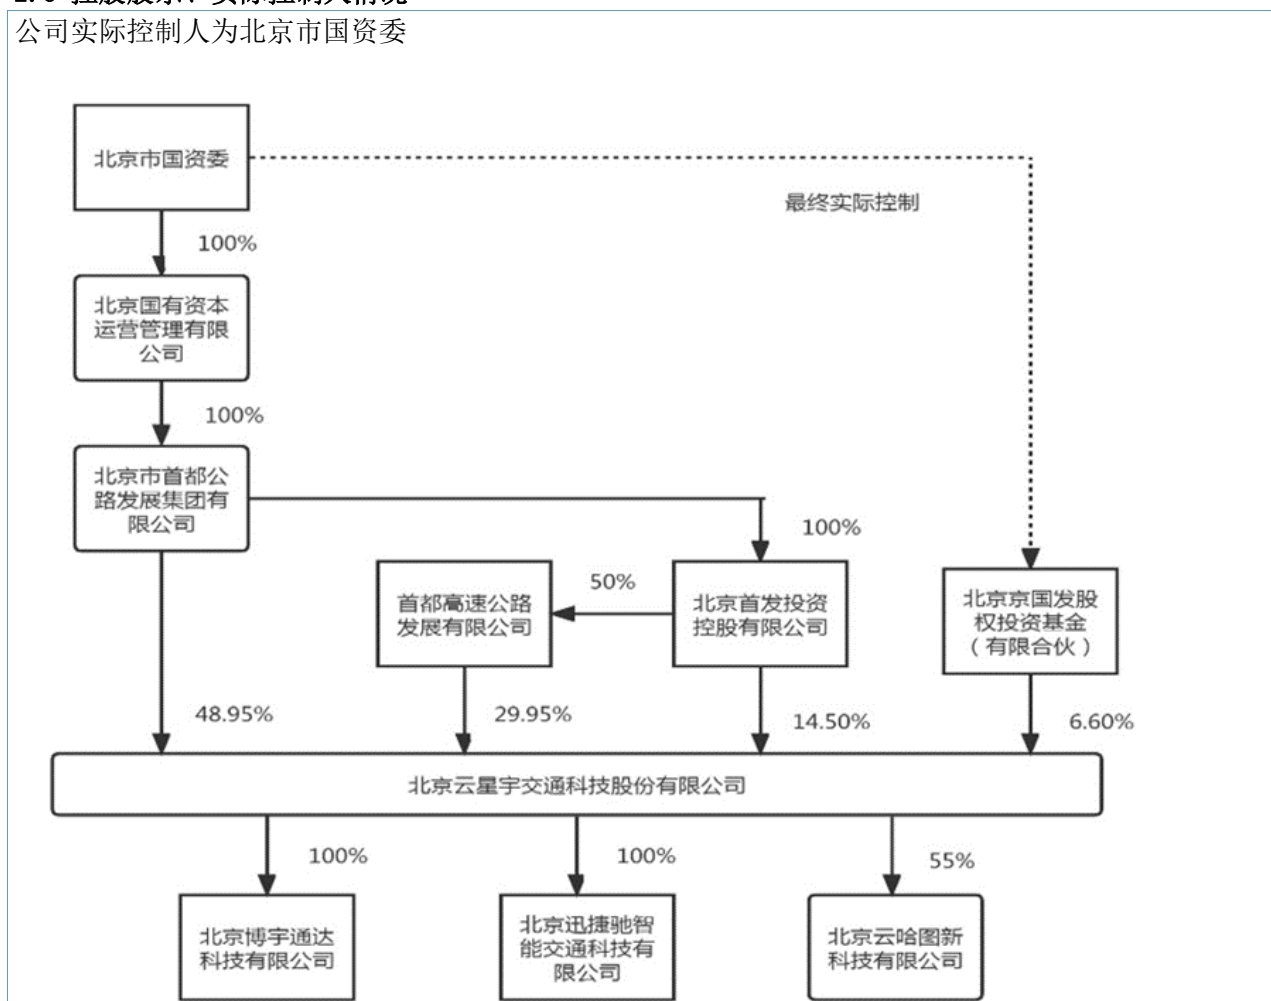 公司实际控制人为北京市国资委
北京市国资委
最终实际控制
100%
北京国有资本
运营管理有限
公司
100%
北京市首都公
路发展集团有
限公司
100%
50%
首都高速公路
发展有限公司
北京首发投资
控股有限公司
北京京国发股
权投资基金
（有限合伙）
48.95%
29.95%
14.50%
6.60%
北京云星宇交通科技股份有限公司
100%
100%
55%
北京博宇通达
科技有限公司
北京迅捷驰智
能交通科技有
限公司
北京云哈图新
科技有限公司